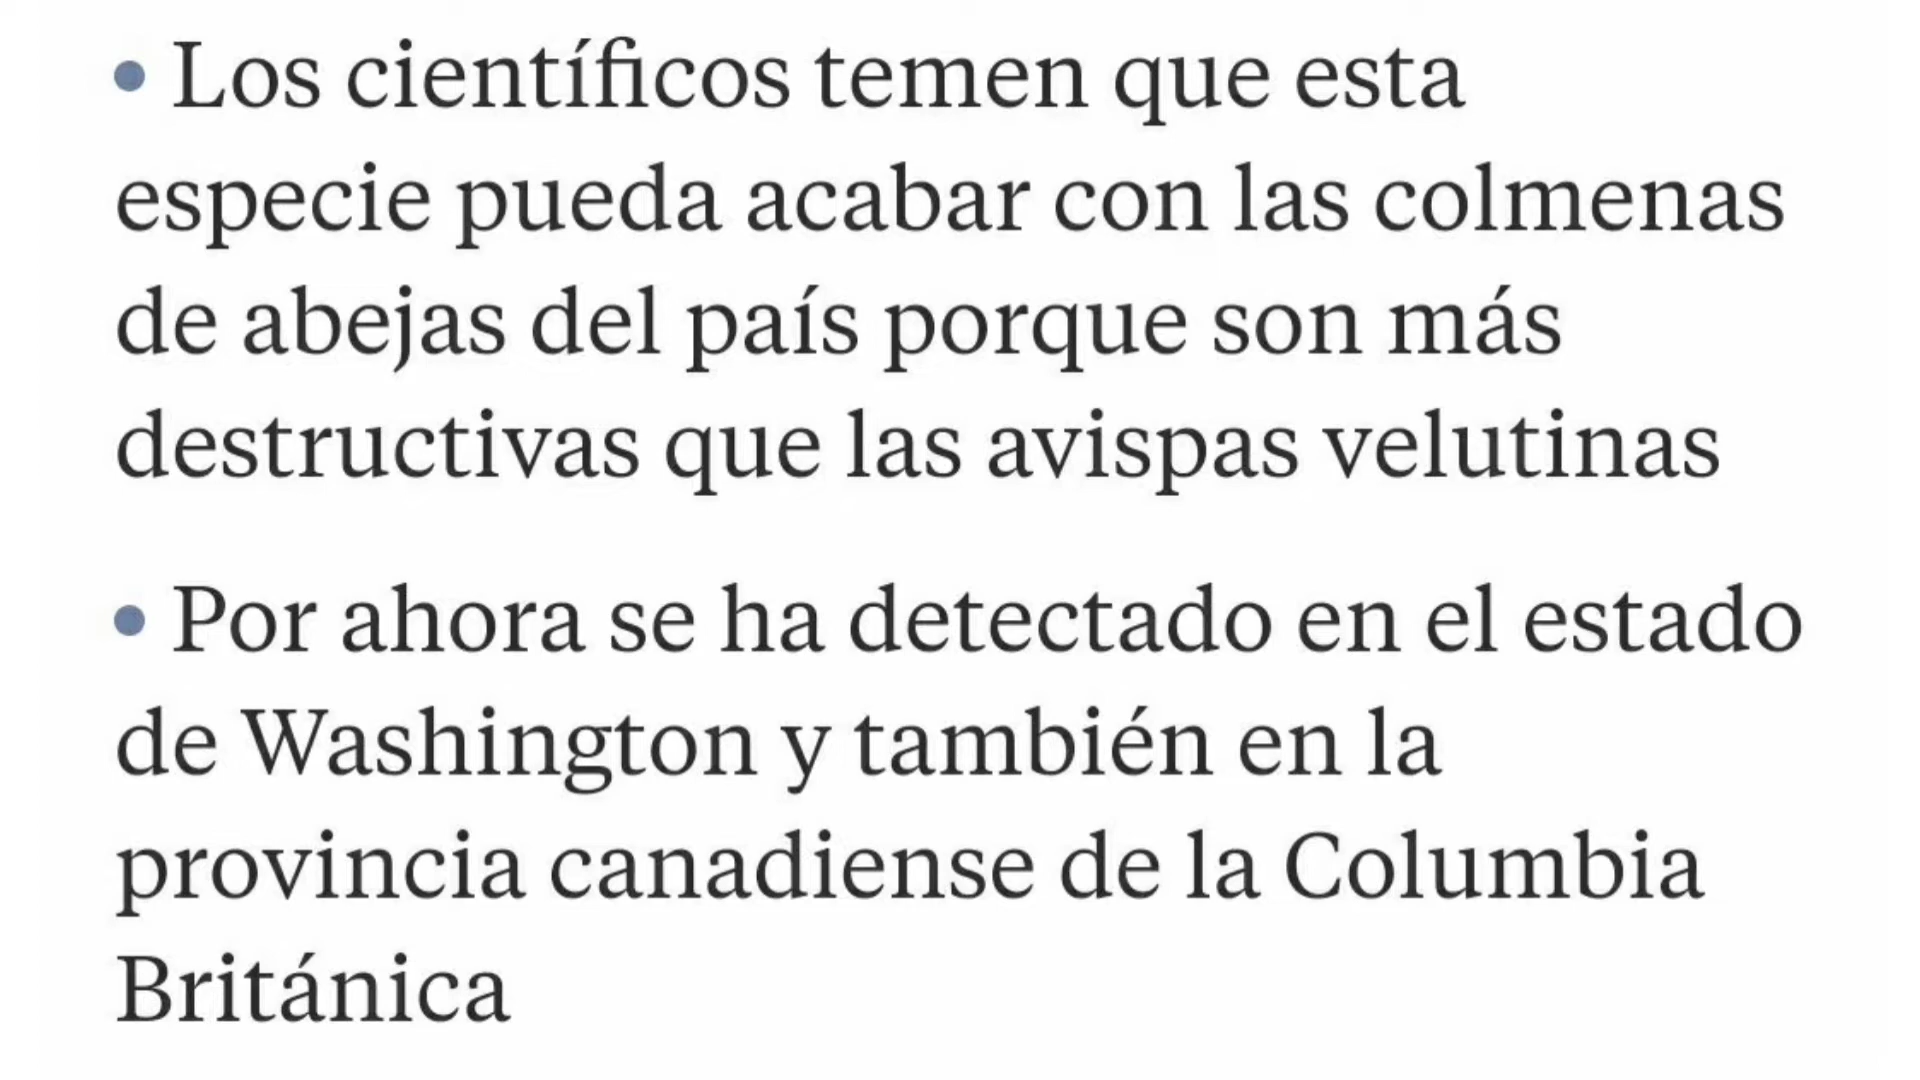 • Los científicos temen que esta
especie pueda acabar con las colmenas
de abejas del país porque son más
destructivas que las avispas velutinas
• Por ahora se ha detectado en el estado
de Washington y también en la
provincia canadiense de la Columbia
Británica